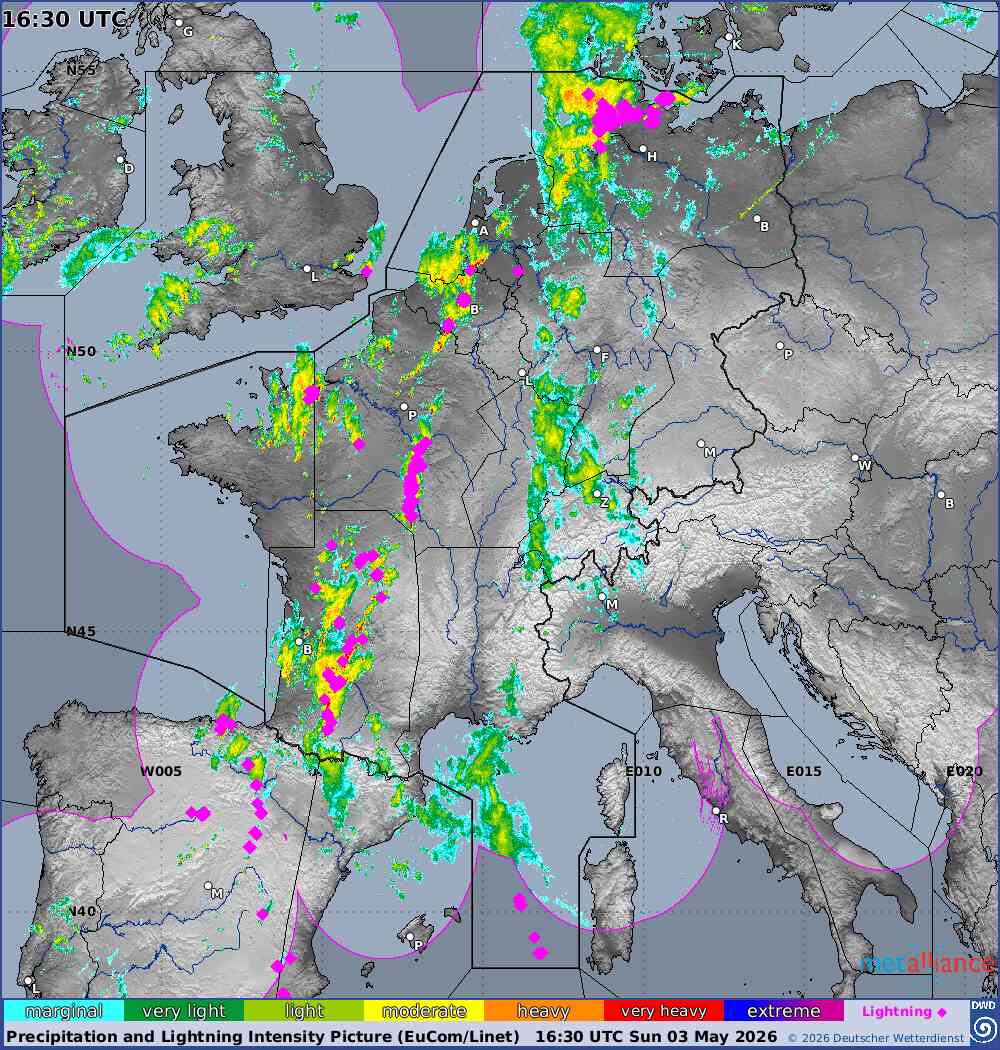 16:30 UTC
G
K
N55
D
H
A
B
L
B
N50
P
F
L
P
M
W
Z
B
M
N45
B
W005
E010
E015
E020
R
M
N40
P
L
metalliance
marginal very light light moderate heavy very heavy extreme Lightning
DWD
Precipitation and Lightning Intensity Picture (EuCom/Linet) 16:30 UTC Sun 03 May 2026 © 2026 Deutscher Wetterdienst